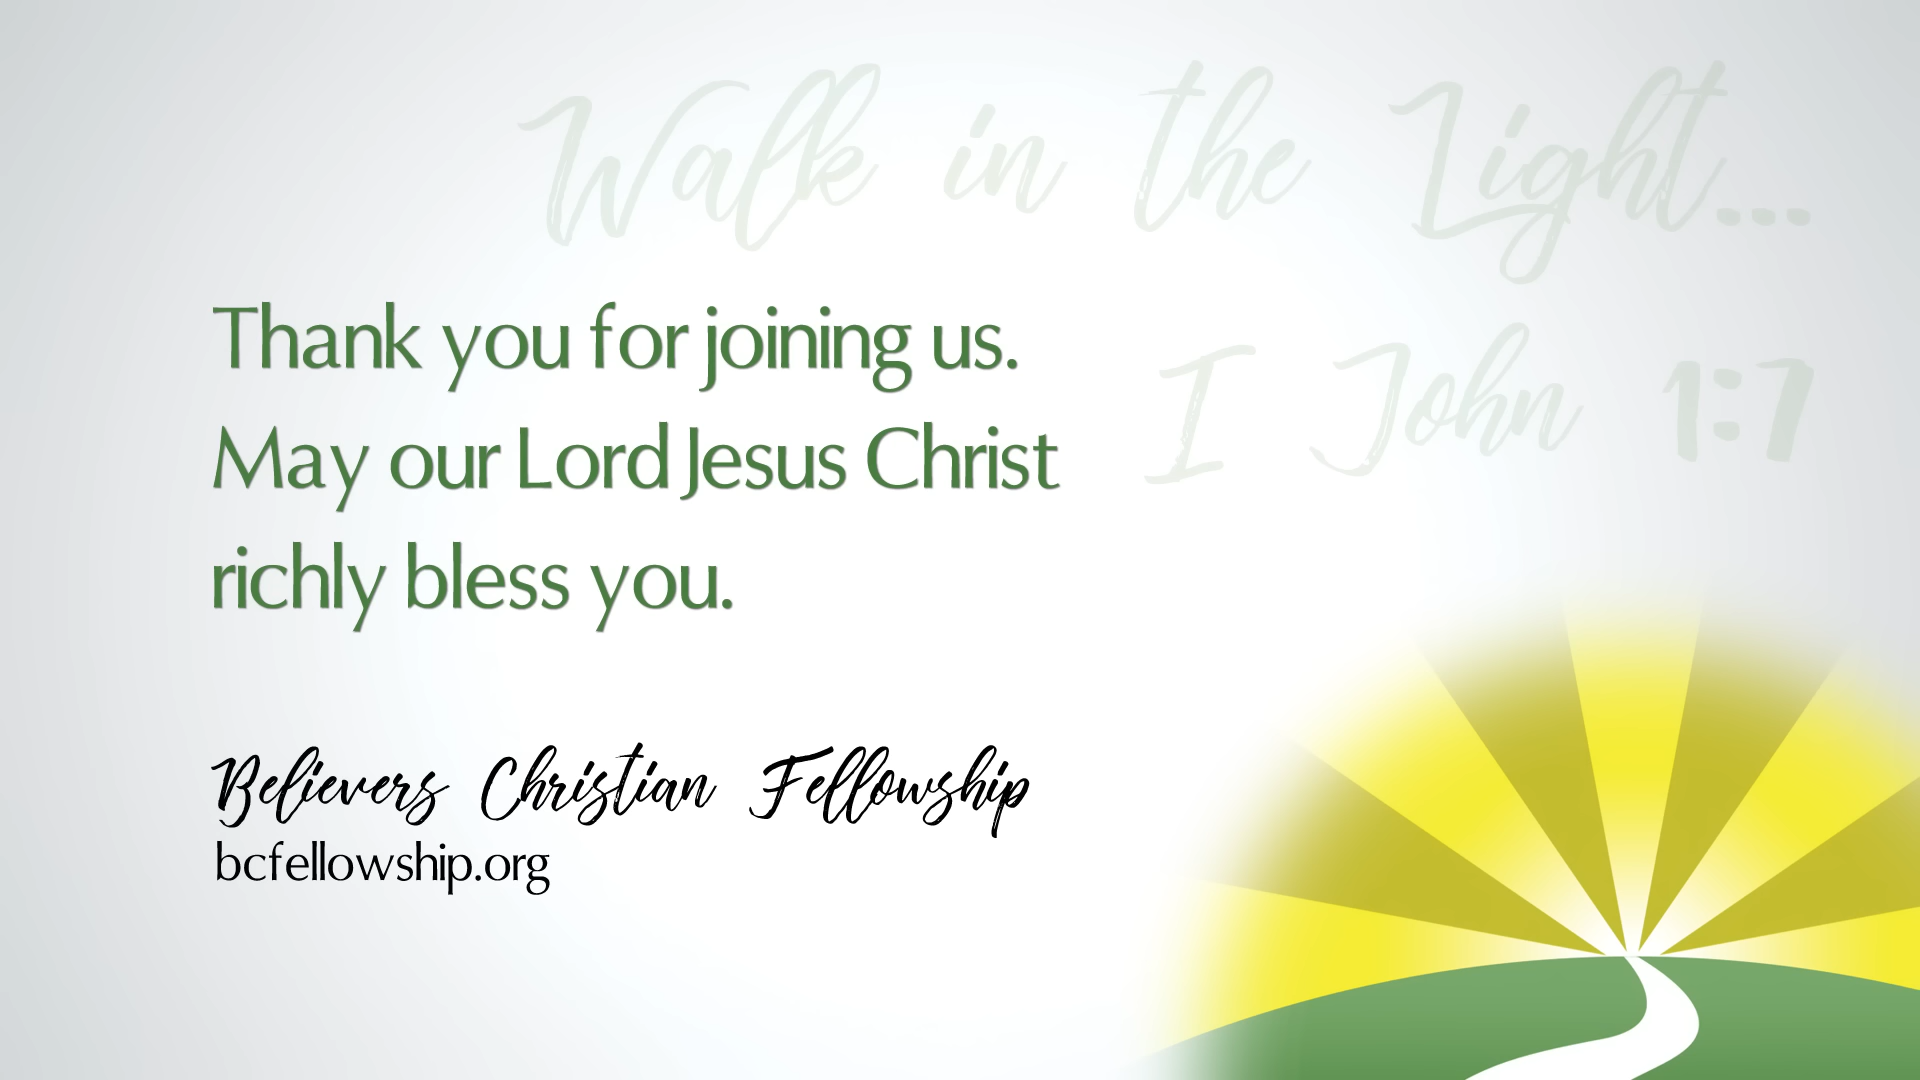 Walk in the Light...
I John 1:7
Thank you for joining us.
May our Lord Jesus Christ
richly bless you.
Believers Christian Fellowship
bcfellowship.org